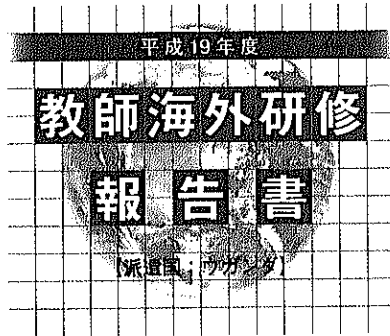 平成19年度
教師海外研修
報告書
【派遣国：ウガンダ】